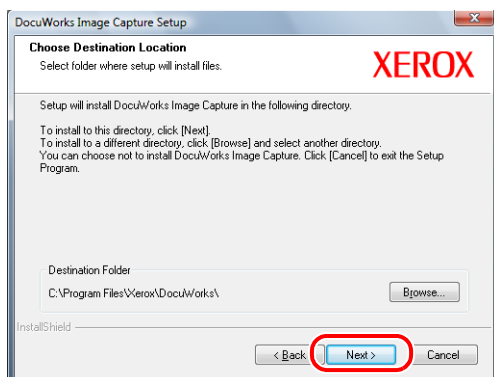 DocuWorks Image Capture Setup
Choose Destination Location
Select folder where setup will install files.
XEROX
Setup will install DocuWorks Image Capture in the following directory.
To install to this directory, click [Next].
To install to a different directory, click [Browse] and select another directory.
You can choose not to install DocuWorks Image Capture. Click [Cancel] to exit the Setup
Program.
Destination Folder
C:\Program Files\Xerox\DocuWorks\
Browse...
InstallShield
< Back
Next >
Cancel